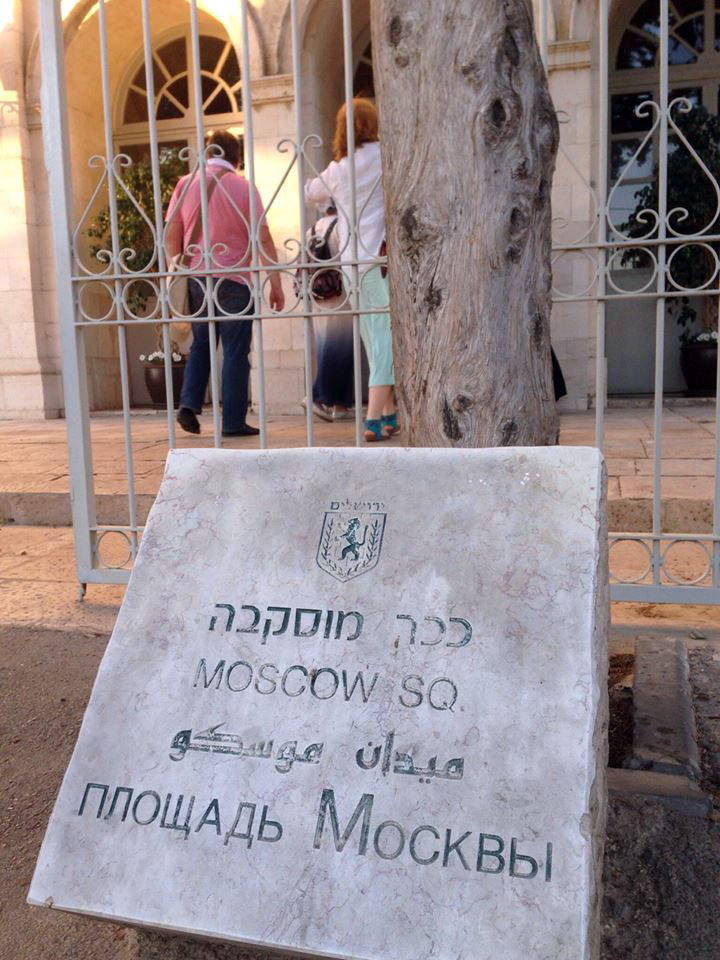 ירושלים
ככר מוסקבה
MOSCOW SQ.
ميدان موسكو
площадь Москвы